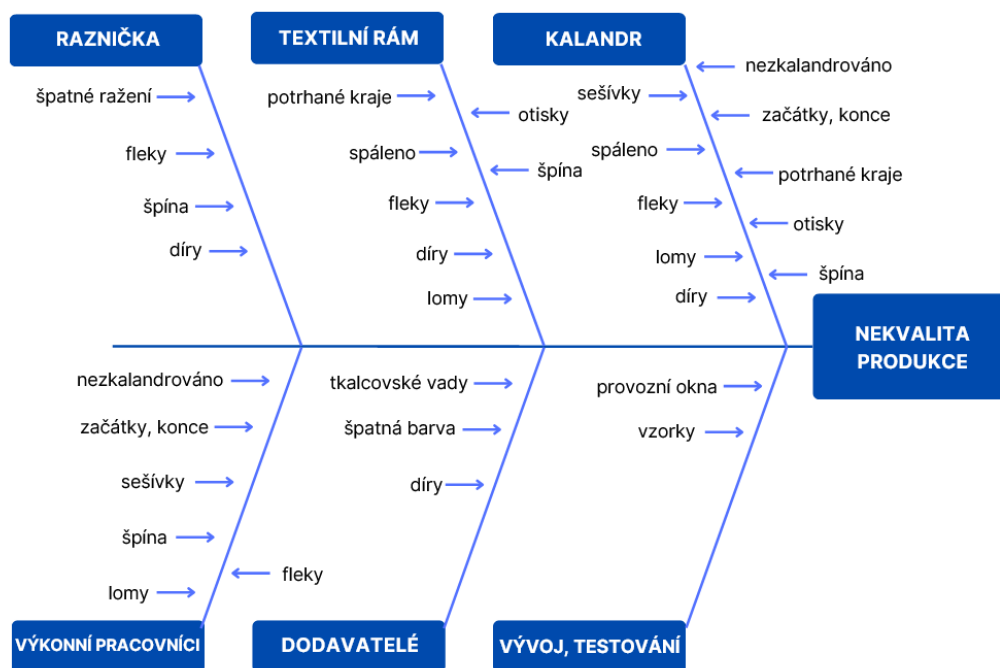 RAZNIČKA
špatné ražení
fleky
špína
díry
TEXTILNÍ RÁM
potrhané kraje
otisky
spáleno
špína
fleky
díry
lomy
KALANDR
nezkalandrováno
sešívky
začátky, konce
spáleno
potrhané kraje
fleky
otisky
lomy
špína
díry
NEKVALITA
PRODUKCE
nezkalandrováno
začátky, konce
sešívky
špína
fleky
lomy
VÝKONNÍ PRACOVNÍCI
tkalcovské vady
špatná barva
díry
DODAVATELÉ
provozní okna
vzorky
VÝVOJ, TESTOVÁNÍ